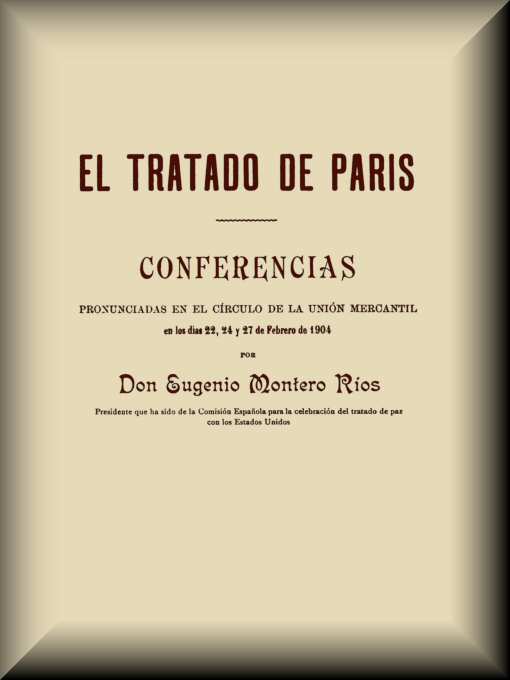 EL TRATADO DE PARIS
CONFERENCIAS
PRONUNCIADAS EN EL CÍRCULO DE LA UNIÓN MERCANTIL
en los dias 22, 24 y 27 de Febrero de 1904
POR
Don Eugenio Montero Ríos
Presidente que ha sido de la Comisión Española para la celebración del tratado de paz
con los Estados Unidos